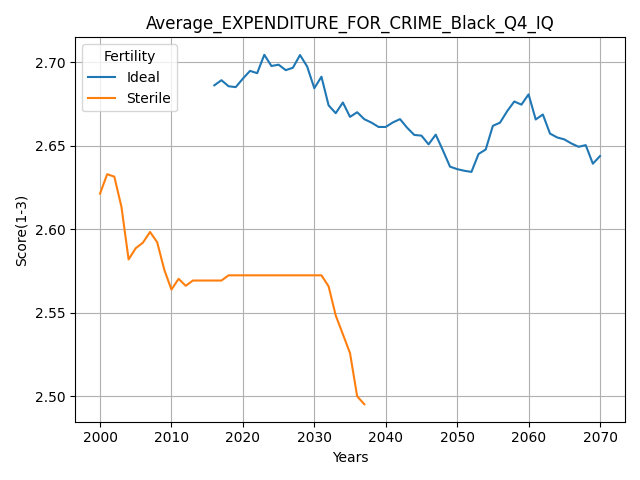 Average_EXPENDITURE_FOR_CRIME_Black_Q4_IQ
Fertility
Ideal
Sterile
Score(1-3)
2.70
2.65
2.60
2.55
2.50
2000 2010 2020 2030 2040 2050 2060 2070
Years